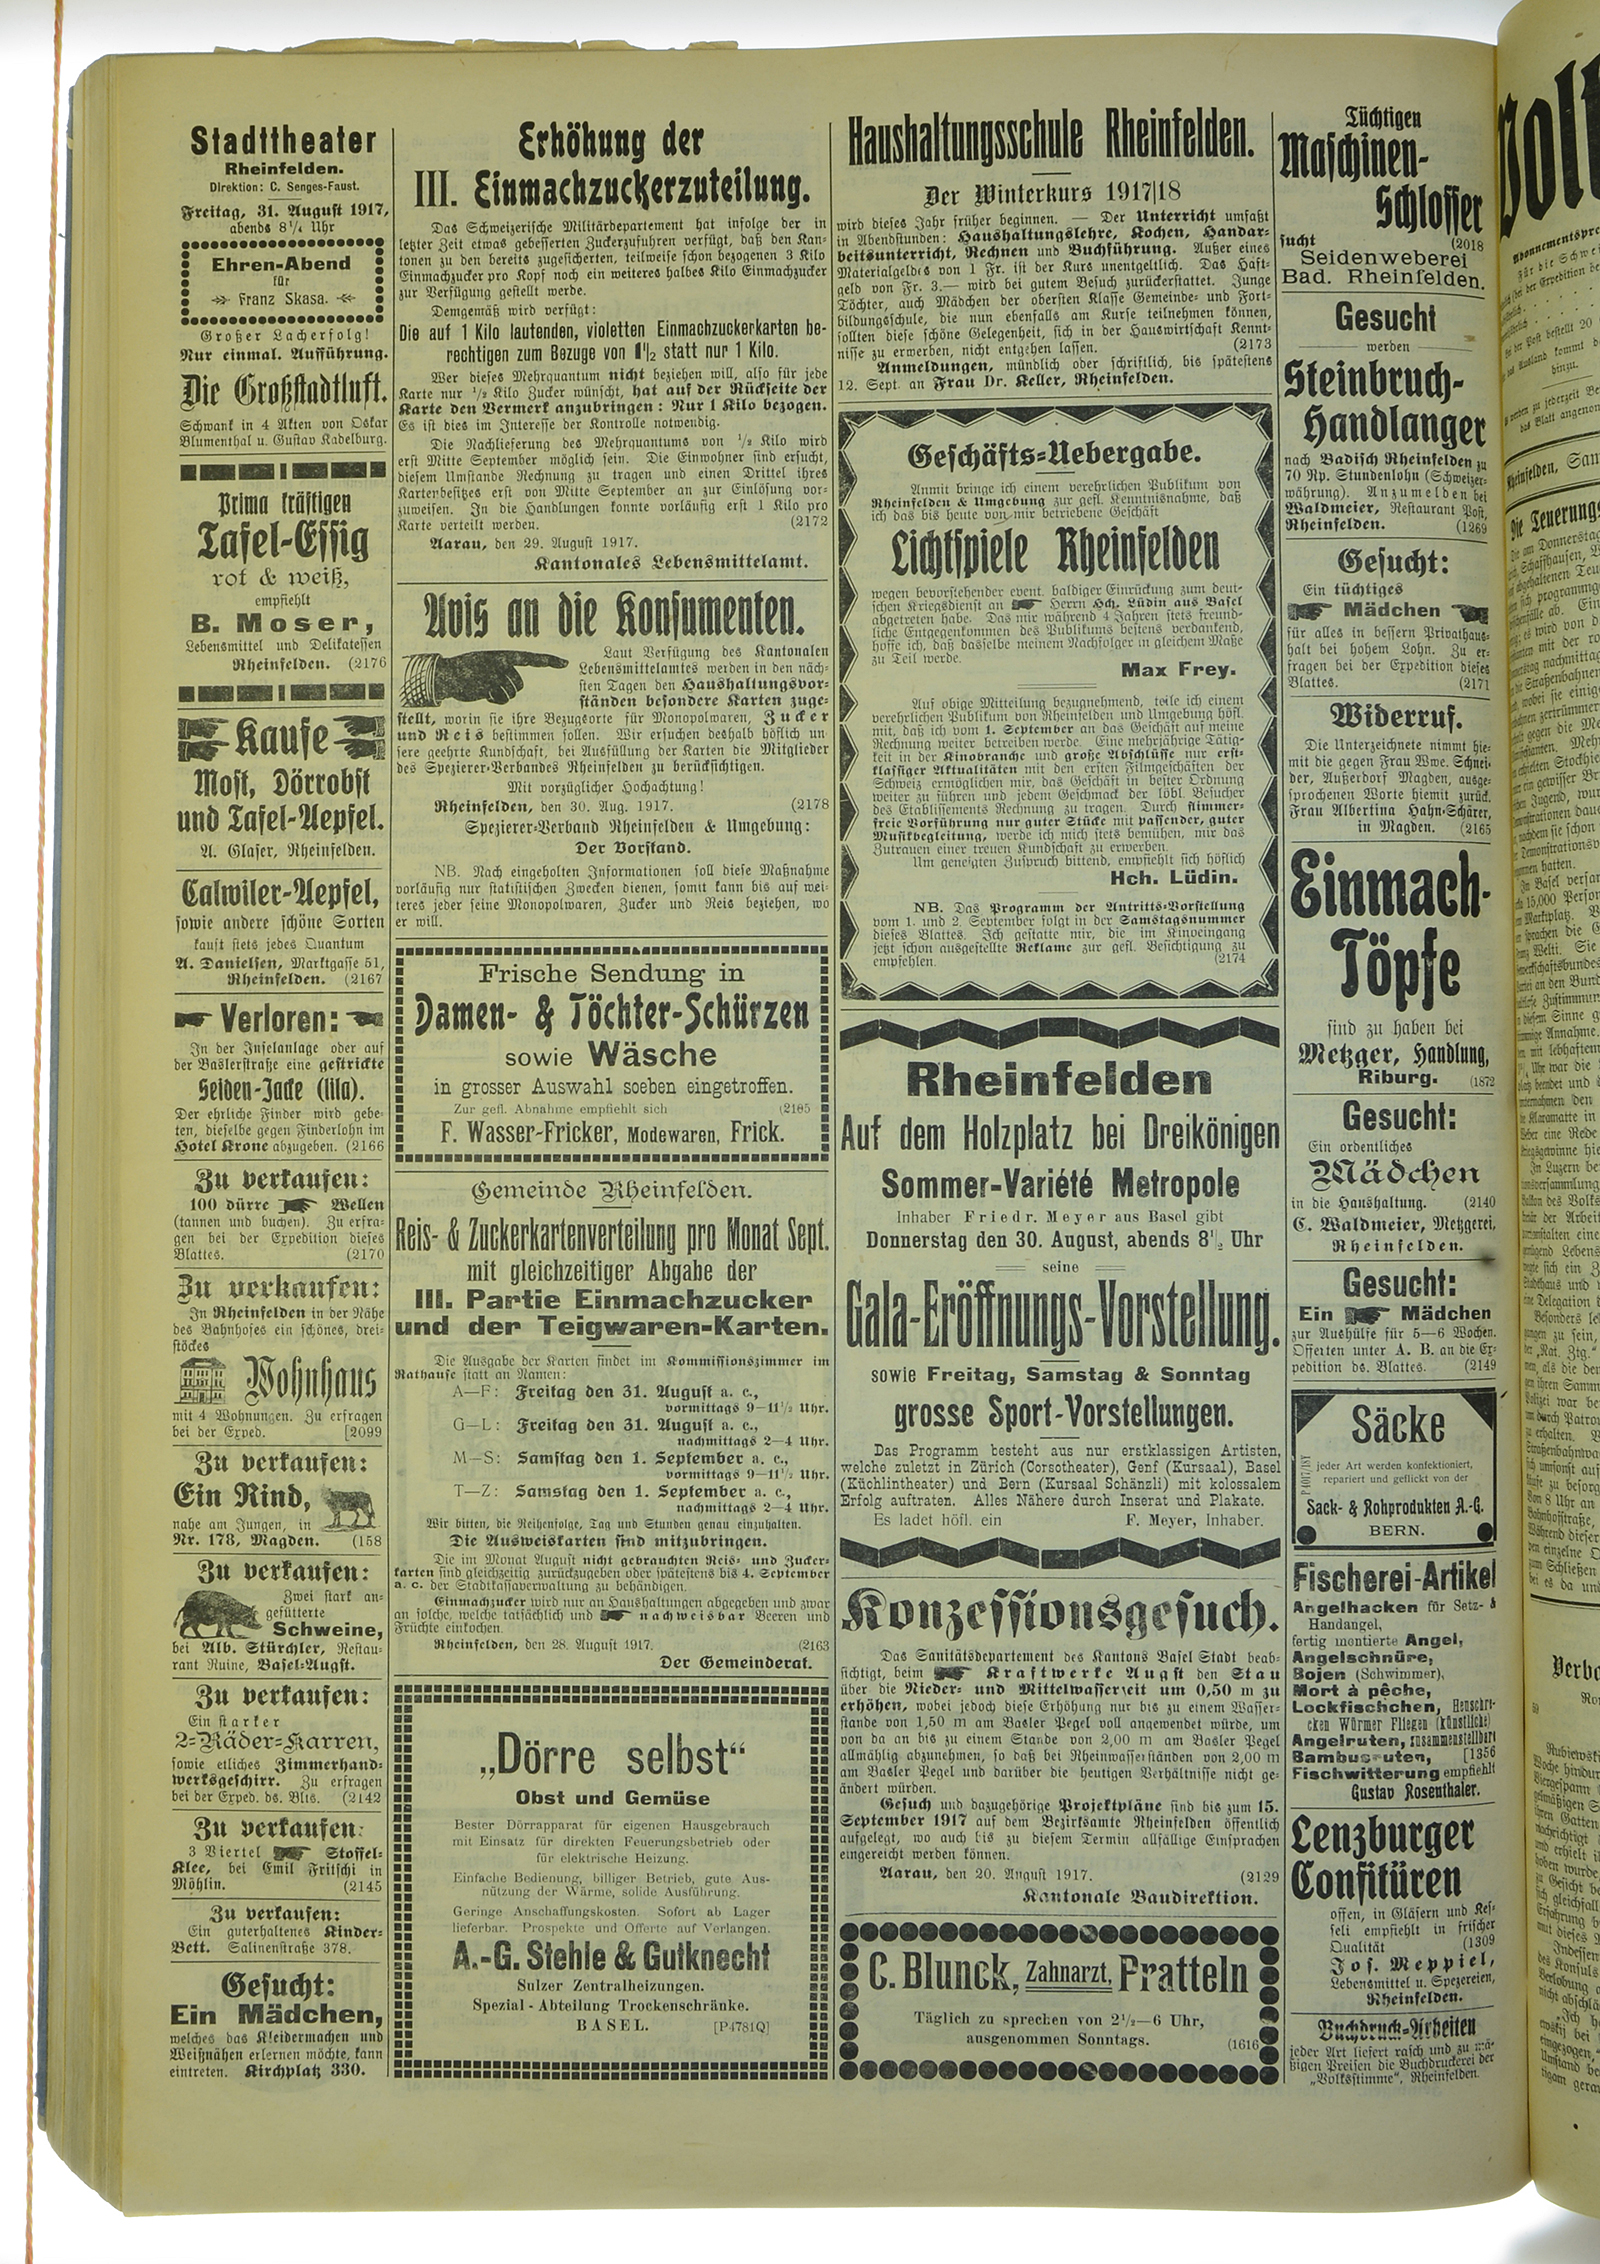 Stadttheater
Rheinfelden.
Direktion: C. Senges-Faust.
Freitag, 31. August 1917,
abends 8¼ Uhr
Ehren-Abend
für
Franz Skasa.
Großer Lacherfolg!
Nur einmal. Aufführung.
Die Großstadtluft.
Schwank in 4 Akten von Oskar
Blumenthal u. Gustav Kadelburg.
Prima kräftigen
Tafel-Essig
rot & weiß,
empfiehlt
B. Moser,
Lebensmittel und Delikatessen
Rheinfelden. (2176
Kaufe
Most, Dörrobst
und Tafel-Aepfel.
A. Glaser, Rheinfelden.
Calwiler-Aepfel,
sowie andere schöne Sorten
kauft stets jedes Quantum
A. Danielsen, Marktgasse 51,
Rheinfelden. (2167
Verloren:
In der Inselanlage oder auf
der Baslerstraße eine gestrickte
Seiden-Jacke (lila).
Der ehrliche Finder wird gebe-
ten, dieselbe gegen Finderlohn im
Hotel Krone abzugeben. (2166
Zu verkaufen:
100 dürre Wellen
(tannen und buchen). Zu erfra-
gen bei der Expedition dieses
Blattes. (2170
Zu verkaufen:
In Rheinfelden in der Nähe
des Bahnhofes ein schönes, drei-
stöckes
Wohnhaus
mit 4 Wohnungen. Zu erfragen
bei der Exped. [2099
Zu verkaufen:
Ein Rind,
nahe am Jungen, in
Nr. 178, Magden. (158
Zu verkaufen:
Zwei stark an-
gefütterte
Schweine,
bei Alb. Stürchler, Restau-
rant Ruine, Basel-Augst.
Zu verkaufen:
Ein starker
2-Räder-Karren,
sowie etliches Zimmerhand-
werksgeschirr. Zu erfragen
bei der Exped. ds. Blts. (2142
Zu verkaufen:
3 Viertel Stoffel-
Klee, bei Emil Fritschi in
Möhlin. (2145
Zu verkaufen:
Ein guterhaltenes Kinder-
Bett. Salinenstraße 378.
Gesucht:
Ein Mädchen,
welches das Kleidermachen und
Weißnähen erlernen möchte, kann
eintreten. Kirchplatz 330.
Erhöhung der
III. Einmachzuckerzuteilung.
Das Schweizerische Militärdepartement hat infolge der in
letzter Zeit etwas gebesserten Zuckerzufuhren verfügt, daß den Kan-
tonen zu den bereits zugesicherten, teilweise schon bezogenen 3 Kilo
Einmachzucker pro Kopf noch ein weiteres halbes Kilo Einmachzucker
zur Verfügung gestellt werde.
Demgemäß wird verfügt:
Die auf 1 Kilo lautenden, violetten Einmachzuckerkarten be-
rechtigen zum Bezuge von 1½ statt nur 1 Kilo.
Wer dieses Mehrquantum nicht beziehen will, also für jede
Karte nur ½ Kilo Zucker wünscht, hat auf der Rückseite der
Karte den Vermerk anzubringen: Nur 1 Kilo bezogen.
Es ist dies im Interesse der Kontrolle notwendig.
Die Nachlieferung des Mehrquantums von ½ Kilo wird
erst Mitte September möglich sein. Die Einwohner sind ersucht,
diesem Umstande Rechnung zu tragen und einen Drittel ihres
Kartenbesitzes erst von Mitte September an zur Einlösung vor-
zuweisen. In die Handlungen konnte vorläufig erst 1 Kilo pro
Karte verteilt werden. (2172
Aarau, den 29. August 1917.
Kantonales Lebensmittelamt.
Avis an die Konsumenten.
Laut Verfügung des Kantonalen
Lebensmittelamtes werden in den näch-
sten Tagen den Haushaltungsvor-
ständen besondere Karten zuge-
stellt, worin sie ihre Bezugsorte für Monopolwaren, Zucker
und Reis bestimmen sollen. Wir ersuchen deshalb höflich un-
sere geehrte Kundschaft, bei Ausfüllung der Karten die Mitglieder
des Spezierer-Verbandes Rheinfelden zu berücksichtigen.
Mit vorzüglicher Hochachtung!
Rheinfelden, den 30. Aug. 1917. (2178
Spezierer-Verband Rheinfelden & Umgebung:
Der Vorstand.
NB. Nach eingeholten Informationen soll diese Maßnahme
vorläufig nur statistischen Zwecken dienen, somit kann bis auf wei-
teres jeder seine Monopolwaren, Zucker und Reis beziehen, wo
er will.
Frische Sendung in
Damen- & Töchter-Schürzen
sowie Wäsche
in grosser Auswahl soeben eingetroffen.
Zur gefl. Abnahme empfiehlt sich (2185
F. Wasser-Fricker, Modewaren, Frick.
Gemeinde Rheinfelden.
Reis- & Zuckerkartenverteilung pro Monat Sept.
mit gleichzeitiger Abgabe der
III. Partie Einmachzucker
und der Teigwaren-Karten.
Die Ausgabe der Karten findet im Kommissionszimmer im
Rathause statt an Namen:
A—F: Freitag den 31. August a. c.,
vormittags 9—11½ Uhr.
G—L: Freitag den 31. August a. c.,
nachmittags 2—4 Uhr.
M—S: Samstag den 1. September a. c.,
vormittags 9—11½ Uhr.
T—Z: Samstag den 1. September a. c.,
nachmittags 2—4 Uhr.
Wir bitten, die Reihenfolge, Tag und Stunden genau einzuhalten.
Die Ausweiskarten sind mitzubringen.
Die im Monat August nicht gebrauchten Reis- und Zucker-
karten sind gleichzeitig zurückzugeben oder spätestens bis 4. September
a. c. der Stadtkassaverwaltung zu behändigen.
Einmachzucker wird nur an Haushaltungen abgegeben und zwar
an solche, welche tatsächlich und nachweisbar Beeren und
Früchte einkochen.
Rheinfelden, den 28. August 1917. (2163
Der Gemeinderat.
„Dörre selbst“
Obst und Gemüse
Bester Dörrapparat für eigenen Hausgebrauch
mit Einsatz für direkten Feuerungsbetrieb oder
für elektrische Heizung.
Einfache Bedienung, billiger Betrieb, gute Aus-
nützung der Wärme, solide Ausführung.
Geringe Anschaffungskosten. Sofort ab Lager
lieferbar. Prospekte und Offerte auf Verlangen.
A.-G. Stehle & Gutknecht
Sulzer Zentralheizungen.
Spezial-Abteilung Trockenschränke.
BASEL. [P4781Q]
Haushaltungsschule Rheinfelden.
Der Winterkurs 1917|18
wird dieses Jahr früher beginnen. — Der Unterricht umfaßt
in Abendstunden: Haushaltungslehre, Kochen, Handar-
beitsunterricht, Rechnen und Buchführung. Außer eines
Materialgeldes von 1 Fr. ist der Kurs unentgeltlich. Das Haft-
geld von Fr. 3.— wird bei gutem Besuch zurückerstattet. Junge
Töchter, auch Mädchen der obersten Klasse Gemeinde- und Fort-
bildungsschule, die nun ebenfalls am Kurse teilnehmen können,
sollten diese schöne Gelegenheit, sich in der Hauswirtschaft Kennt-
nisse zu erwerben, nicht entgehen lassen. (2173
Anmeldungen, mündlich oder schriftlich, bis spätestens
12. Sept. an Frau Dr. Keller, Rheinfelden.
Geschäfts-Uebergabe.
Anmit bringe ich einem verehrlichen Publikum von
Rheinfelden & Umgebung zur gefl. Kenntnisnahme, daß
ich das bis heute von mir betriebene Geschäft
Lichtspiele Rheinfelden
wegen bevorstehender event. baldiger Einrückung zum deut-
schen Kriegsdienst an Herrn Hch. Lüdin aus Basel
abgetreten habe. Das mir während 4 Jahren stets freund-
liche Entgegenkommen des Publikums bestens verdankend,
hoffe ich, daß dasselbe meinem Nachfolger in gleichem Maße
zu Teil werde.
Max Frey.
Auf obige Mitteilung bezugnehmend, teile ich einem
verehrlichen Publikum von Rheinfelden und Umgebung höfl.
mit, daß ich vom 1. September an das Geschäft auf meine
Rechnung weiter betreiben werde. Eine mehrjährige Tätig-
keit in der Kinobranche und große Abschlüsse nur erst-
klassiger Aktualitäten mit den ersten Filmgeschäften der
Schweiz ermöglichen mir, das Geschäft in bester Ordnung
weiter zu führen und jedem Geschmack der löbl. Besucher
des Etablissements Rechnung zu tragen. Durch flimmer-
freie Vorführung nur guter Stücke mit passender, guter
Musikbegleitung, werde ich mich stets bemühen, mir das
Zutrauen einer treuen Kundschaft zu erwerben.
Um geneigten Zuspruch bittend, empfiehlt sich höflich
Hch. Lüdin.
NB. Das Programm der Antritts-Vorstellung
vom 1. und 2. September folgt in der Samstagsnummer
dieses Blattes. Ich gestatte mir, die im Kinoeingang
jetzt schon ausgestellte Reklame zur gefl. Besichtigung zu
empfehlen. (2174
Rheinfelden
Auf dem Holzplatz bei Dreikönigen
Sommer-Variété Metropole
Inhaber Friedr. Meyer aus Basel gibt
Donnerstag den 30. August, abends 8½ Uhr
seine
Gala-Eröffnungs-Vorstellung.
sowie Freitag, Samstag & Sonntag
grosse Sport-Vorstellungen.
Das Programm besteht aus nur erstklassigen Artisten,
welche zuletzt in Zürich (Corsotheater), Genf (Kursaal), Basel
(Küchlintheater) und Bern (Kursaal Schänzli) mit kolossalem
Erfolg auftraten. Alles Nähere durch Inserat und Plakate.
Es ladet höfl. ein F. Meyer, Inhaber.
Konzessionsgesuch.
Das Sanitätsdepartement des Kantons Basel Stadt beab-
sichtigt, beim Kraftwerke Augst den Stau
über die Nieder- und Mittelwasserzeit um 0,50 m zu
erhöhen, wobei jedoch diese Erhöhung nur bis zu einem Wasser-
stande von 1,50 m am Basler Pegel voll angewendet würde, um
von da an bis zu einem Stande von 2,00 m am Basler Pegel
allmählig abzunehmen, so daß bei Rheinwasserständen von 2,00 m
am Basler Pegel und darüber die heutigen Verhältnisse nicht ge-
ändert würden.
Gesuch und dazugehörige Projektpläne sind bis zum 15.
September 1917 auf dem Bezirksamte Rheinfelden öffentlich
aufgelegt, wo auch bis zu diesem Termin allfällige Einsprachen
eingereicht werden können.
Aarau, den 20. August 1917. (2129
Kantonale Baudirektion.
C. Blunck, Zahnarzt, Pratteln
Täglich zu sprechen von 2½—6 Uhr,
ausgenommen Sonntags. (1616
Tüchtigen
Maschinen-
Schlosser
sucht (2018
Seidenweberei
Bad. Rheinfelden.
Gesucht
werden
Steinbruch-
Handlanger
nach Badisch Rheinfelden zu
70 Rp. Stundenlohn (Schweizer-
währung). Anzumelden bei
Waldmeier, Restaurant Post,
Rheinfelden. (1269
Gesucht:
Ein tüchtiges
Mädchen
für alles in bessern Privathaus-
halt bei hohem Lohn. Zu er-
fragen bei der Expedition dieses
Blattes. (2171
Widerruf.
Die Unterzeichnete nimmt hie-
mit die gegen Frau Wwe. Schnei-
der, Außerdorf Magden, ausge-
sprochenen Worte hiemit zurück.
Frau Albertina Hahn-Schärer,
in Magden. (2165
Einmach-
Töpfe
sind zu haben bei
Metzger, Handlung,
Riburg. (1872
Gesucht:
Ein ordentliches
Mädchen
in die Haushaltung. (2140
C. Waldmeier, Metzgerei,
Rheinfelden.
Gesucht:
Ein Mädchen
zur Aushülfe für 5—6 Wochen.
Offerten unter A. B. an die Ex-
pedition ds. Blattes. (2149
Säcke
jeder Art werden konfektioniert,
repariert und geflickt von der
Sack- & Rohprodukten A.-G.
BERN.
Fischerei-Artikel
Angelhacken für Setz- &
Handangel,
fertig montierte Angel,
Angelschnüre,
Bojen (Schwimmer),
Mort à pêche,
Lockfischchen, Heuschr-
cken Würmer Fliegen (künstliche)
Angelruten, zusammenstellbare
Bambusruten, [1356
Fischwitterung empfiehlt
Gustav Rosenthaler.
Lenzburger
Confitüren
offen, in Gläsern und Kes-
seli empfiehlt in frischer
Qualität (1309
Jos. Meppiel,
Lebensmittel u. Spezereien,
Rheinfelden.
Buchdruck-Arbeiten
jeder Art liefert rasch und zu mä-
ßigen Preisen die Buchdruckerei der
„Volksstimme“, Rheinfelden.